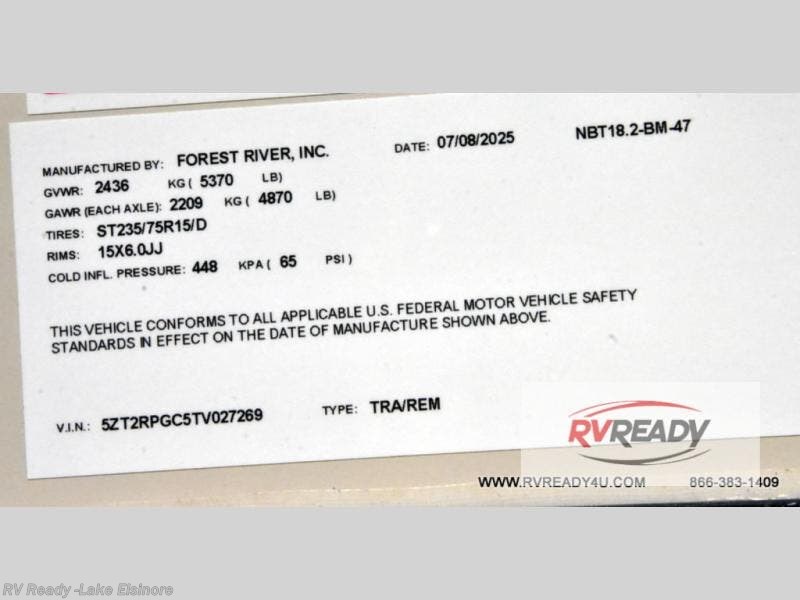 MANUFACTURED BY: FOREST RIVER, INC. DATE: 07/08/2025 NBT18.2-BM-47
GVWR: 2436 KG ( 5370 LB)
GAWR (EACH AXLE): 2209 KG ( 4870 LB)
TIRES: ST235/75R15/D
RIMS: 15X6.0JJ
COLD INFL. PRESSURE: 448 KPA ( 65 PSI )
THIS VEHICLE CONFORMS TO ALL APPLICABLE U.S. FEDERAL MOTOR VEHICLE SAFETY
STANDARDS IN EFFECT ON THE DATE OF MANUFACTURE SHOWN ABOVE.
V.I.N.: 5ZT2RPGC5TV027269 TYPE: TRA/REM
RVREADY
WWW.RVREADY4U.COM 866-383-1409
RV Ready -Lake Elsinore